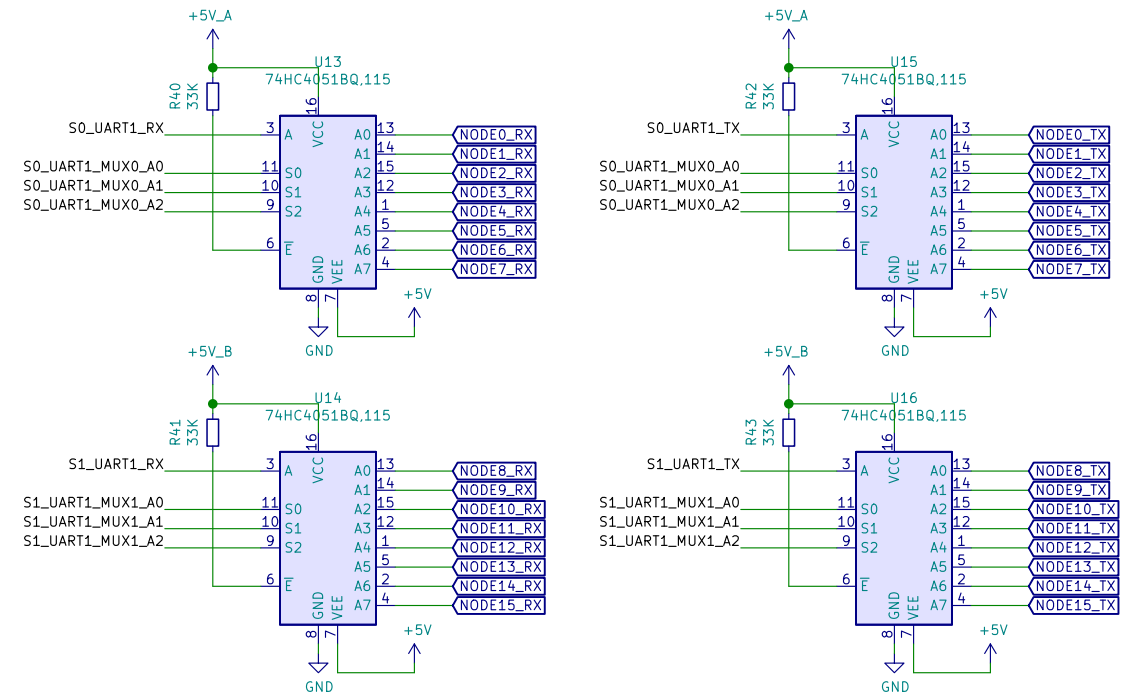 +5V_A
U13
74HC4051BQ,115
R40
33K
16
VCC
S0_UART1_RX
3
A
S0_UART1_MUX0_A0
11
S0
S0_UART1_MUX0_A1
10
S1
S0_UART1_MUX0_A2
9
S2
6
E
A0
13
NODE0_RX
A1
14
NODE1_RX
A2
15
NODE2_RX
A3
12
NODE3_RX
A4
1
NODE4_RX
A5
5
NODE5_RX
A6
2
NODE6_RX
A7
4
NODE7_RX
GND
VEE
8
7
+5V
GND
+5V_A
U15
74HC4051BQ,115
R42
33K
16
VCC
S0_UART1_TX
3
A
S0_UART1_MUX0_A0
11
S0
S0_UART1_MUX0_A1
10
S1
S0_UART1_MUX0_A2
9
S2
6
E
A0
13
NODE0_TX
A1
14
NODE1_TX
A2
15
NODE2_TX
A3
12
NODE3_TX
A4
1
NODE4_TX
A5
5
NODE5_TX
A6
2
NODE6_TX
A7
4
NODE7_TX
GND
VEE
8
7
+5V
GND
+5V_B
U14
74HC4051BQ,115
R41
33K
16
VCC
S1_UART1_RX
3
A
S1_UART1_MUX1_A0
11
S0
S1_UART1_MUX1_A1
10
S1
S1_UART1_MUX1_A2
9
S2
6
E
A0
13
NODE8_RX
A1
14
NODE9_RX
A2
15
NODE10_RX
A3
12
NODE11_RX
A4
1
NODE12_RX
A5
5
NODE13_RX
A6
2
NODE14_RX
A7
4
NODE15_RX
GND
VEE
8
7
+5V
GND
+5V_B
U16
74HC4051BQ,115
R43
33K
16
VCC
S1_UART1_TX
3
A
S1_UART1_MUX1_A0
11
S0
S1_UART1_MUX1_A1
10
S1
S1_UART1_MUX1_A2
9
S2
6
E
A0
13
NODE8_TX
A1
14
NODE9_TX
A2
15
NODE10_TX
A3
12
NODE11_TX
A4
1
NODE12_TX
A5
5
NODE13_TX
A6
2
NODE14_TX
A7
4
NODE15_TX
GND
VEE
8
7
+5V
GND